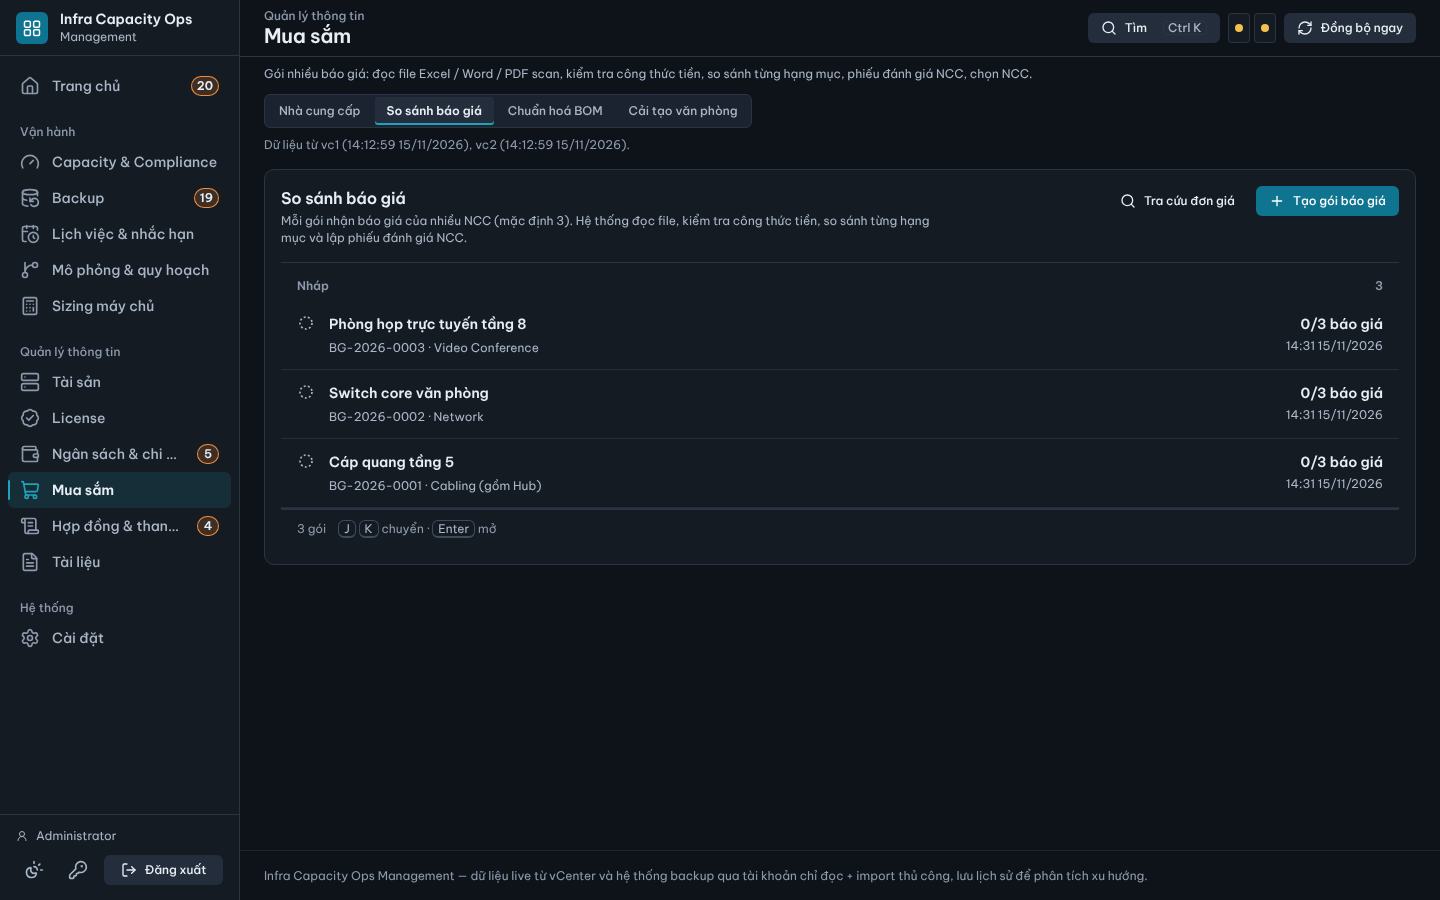 Infra Capacity Ops
Management
Trang chủ 20
Vận hành
Capacity & Compliance
Backup 19
Lịch việc & nhắc hạn
Mô phỏng & quy hoạch
Sizing máy chủ
Quản lý thông tin
Tài sản
License
Ngân sách & chi ... 5
Mua sắm
Hợp đồng & than... 4
Tài liệu
Hệ thống
Cài đặt
Administrator
Đăng xuất
Quản lý thông tin
Mua sắm
Tìm Ctrl K
Đồng bộ ngay
Gói nhiều báo giá: đọc file Excel / Word / PDF scan, kiểm tra công thức tiền, so sánh từng hạng mục, phiếu đánh giá NCC, chọn NCC.
Nhà cung cấp So sánh báo giá Chuẩn hoá BOM Cải tạo văn phòng
Dữ liệu từ vc1 (14:12:59 15/11/2026), vc2 (14:12:59 15/11/2026).
So sánh báo giá
Mỗi gói nhận báo giá của nhiều NCC (mặc định 3). Hệ thống đọc file, kiểm tra công thức tiền, so sánh từng hạng
mục và lập phiếu đánh giá NCC.
Tra cứu đơn giá
Tạo gói báo giá
Nháp 3
Phòng họp trực tuyến tầng 8 0/3 báo giá
BG-2026-0003 · Video Conference 14:31 15/11/2026
Switch core văn phòng 0/3 báo giá
BG-2026-0002 · Network 14:31 15/11/2026
Cáp quang tầng 5 0/3 báo giá
BG-2026-0001 · Cabling (gồm Hub) 14:31 15/11/2026
3 gói J K chuyển · Enter mở
Infra Capacity Ops Management — dữ liệu live từ vCenter và hệ thống backup qua tài khoản chỉ đọc + import thủ công, lưu lịch sử để phân tích xu hướng.